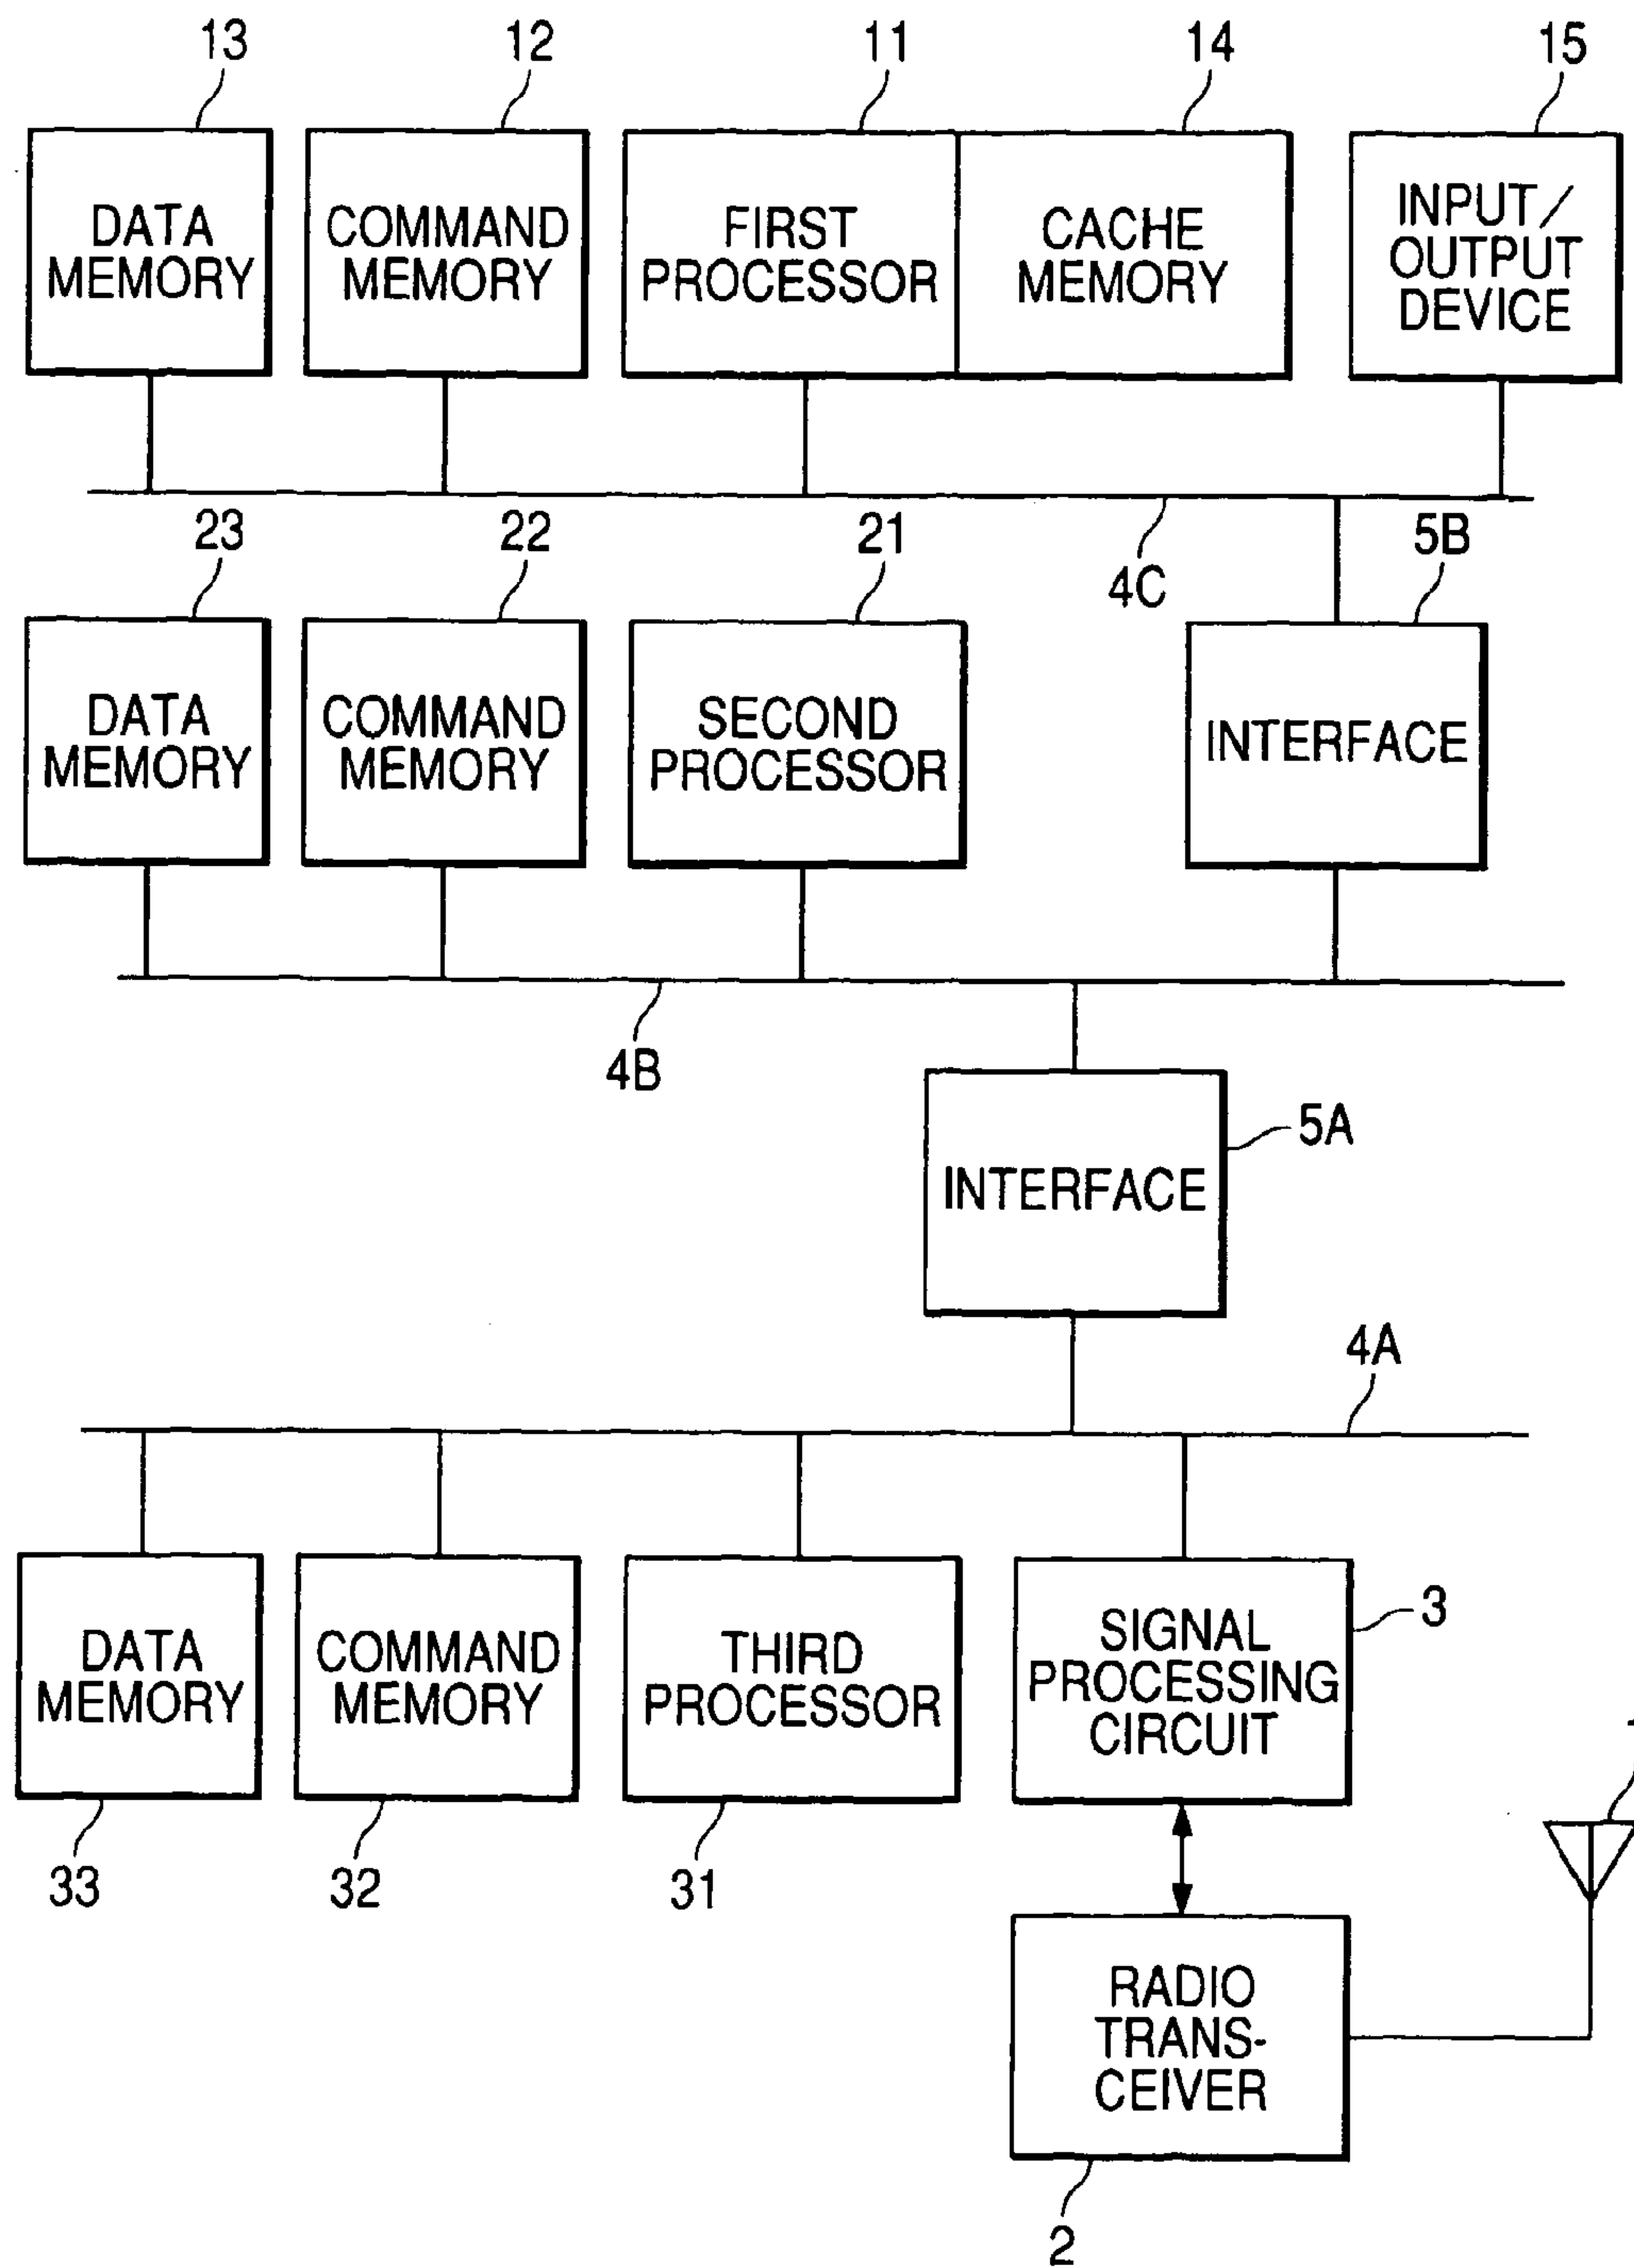 13 12 11 14 15
DATA
MEMORY
COMMAND
MEMORY
FIRST
PROCESSOR
CACHE
MEMORY
INPUT/
OUTPUT
DEVICE
23 22 21 4C 5B
DATA
MEMORY
COMMAND
MEMORY
SECOND
PROCESSOR
INTERFACE
4B
5A
INTERFACE
4A
DATA
MEMORY
COMMAND
MEMORY
THIRD
PROCESSOR
SIGNAL
PROCESSING
CIRCUIT
3
33 32 31
RADIO
TRANS-
CEIVER
2